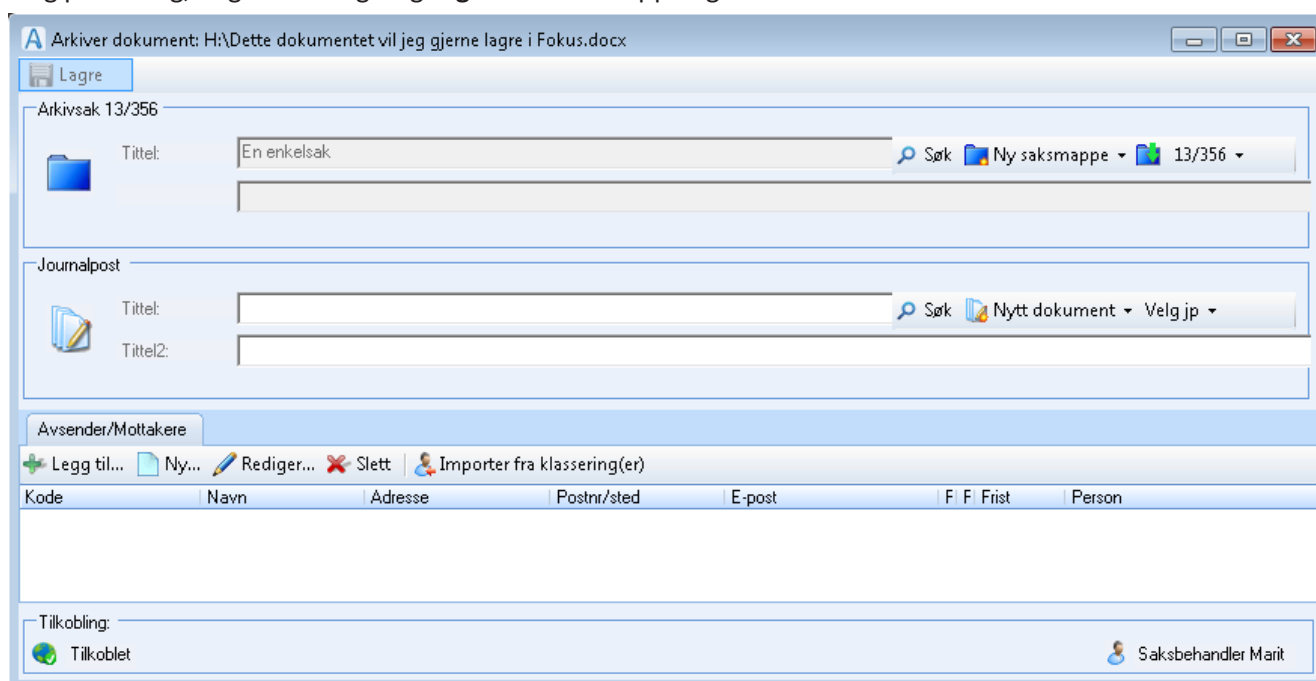 Arkiver dokument: H:\Dette dokumentet vil jeg gjerne lagre i Fokus.docx
Lagre
Arkivsak 13/356
Tittel: En enkelsak Søk Ny saksmappe 13/356
Journalpost
Tittel: Søk Nytt dokument Velg jp
Tittel2:
Avsender/Mottakere
Legg til... Ny... Rediger... Slett Importer fra klassering(er)
Kode Navn Adresse Postnr/sted E-post F F Frist Person
Tilkobling:
Tilkoblet Saksbehandler Marit